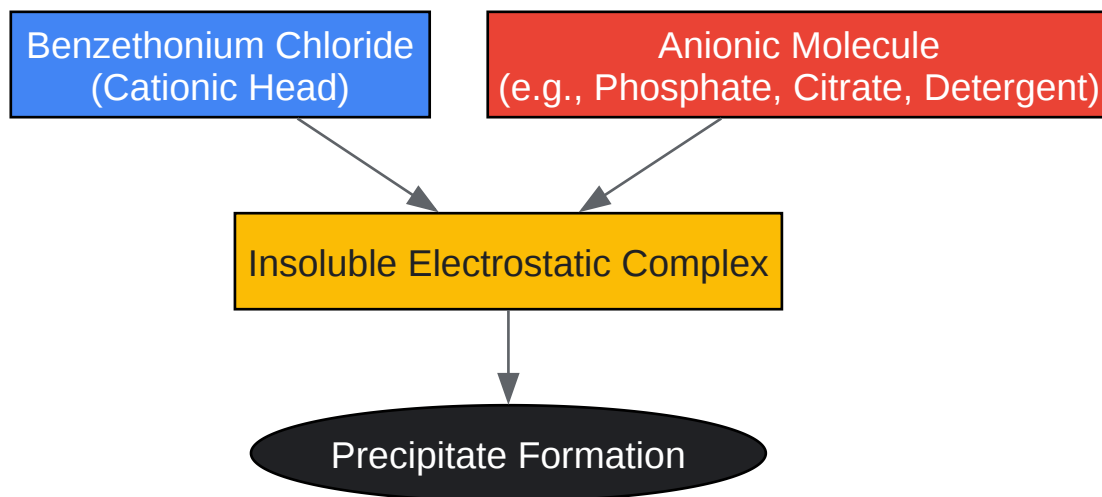 Benzethonium Chloride
(Cationic Head)
Anionic Molecule
(e.g., Phosphate, Citrate, Detergent)
Insoluble Electrostatic Complex
Precipitate Formation